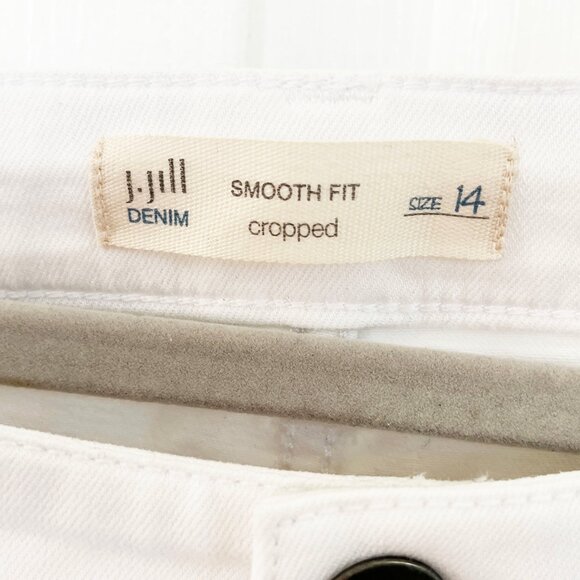 J.Jill
DENIM
SMOOTH FIT
cropped
SIZE 14